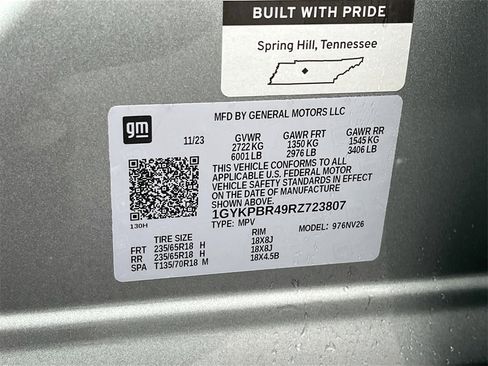 BUILT WITH PRIDE
Spring Hill, Tennessee
gm
MFD BY GENERAL MOTORS LLC
11/23 GVWR GAWR FRT GAWR RR
2722 KG 1350 KG 1545 KG
6001 LB 2976 LB 3406 LB
THIS VEHICLE CONFORMS TO ALL
APPLICABLE U.S. FEDERAL MOTOR
VEHICLE SAFETY STANDARDS IN EFFECT
ON THE DATE OF MANUFACTURE
SHOWN ABOVE.
1GYKPBR49RZ723807
130H TYPE: MPV MODEL: 976NV26
TIRE SIZE RIM
FRT 235/65R18 H 18X8J
RR 235/65R18 H 18X8J
SPA T135/70R18 M 18X4.5B